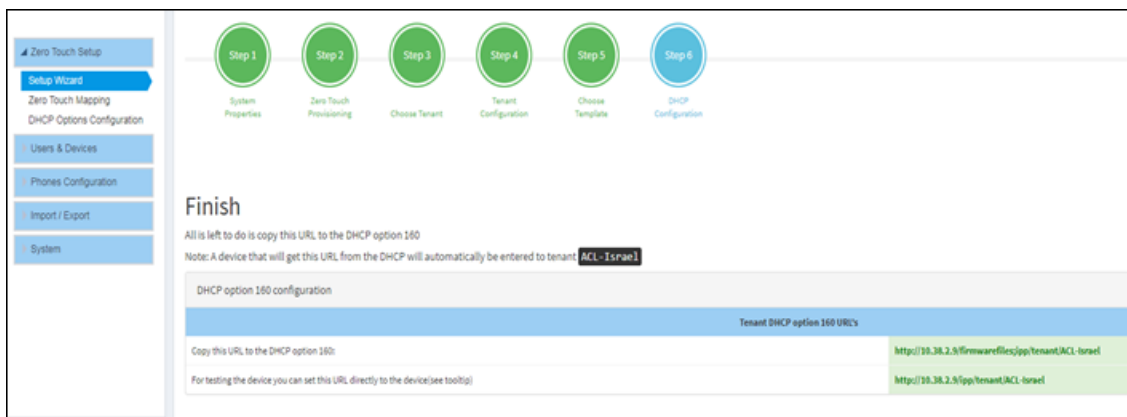 Zero Touch Setup
Setup Wizard
Zero Touch Mapping
DHCP Options Configuration
Users & Devices
Phones Configuration
Import / Export
System
Step 1
Step 2
Step 3
Step 4
Step 5
Step 6
System Properties
Zero Touch Provisioning
Choose Tenant
Tenant Configuration
Choose Template
DHCP Configuration
Finish
All is left to do is copy this URL to the DHCP option 160
Note: A device that will get this URL from the DHCP will automatically be entered to tenant ACL-Israel
DHCP option 160 configuration
Tenant DHCP option 160 URL's
Copy this URL to the DHCP option 160:
http://10.38.2.9/firmwarefiles;ipp/tenant/ACL-Israel
For testing the device you can set this URL directly to the device(see tooltip)
http://10.38.2.9/ipp/tenant/ACL-Israel